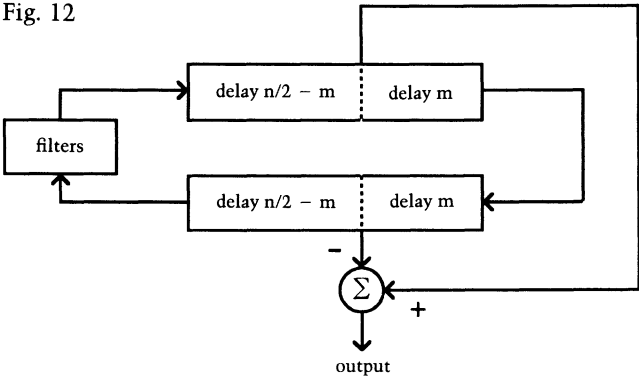 Fig. 12
delay n/2 – m
delay m
filters
delay n/2 – m
delay m
–
Σ
+
output